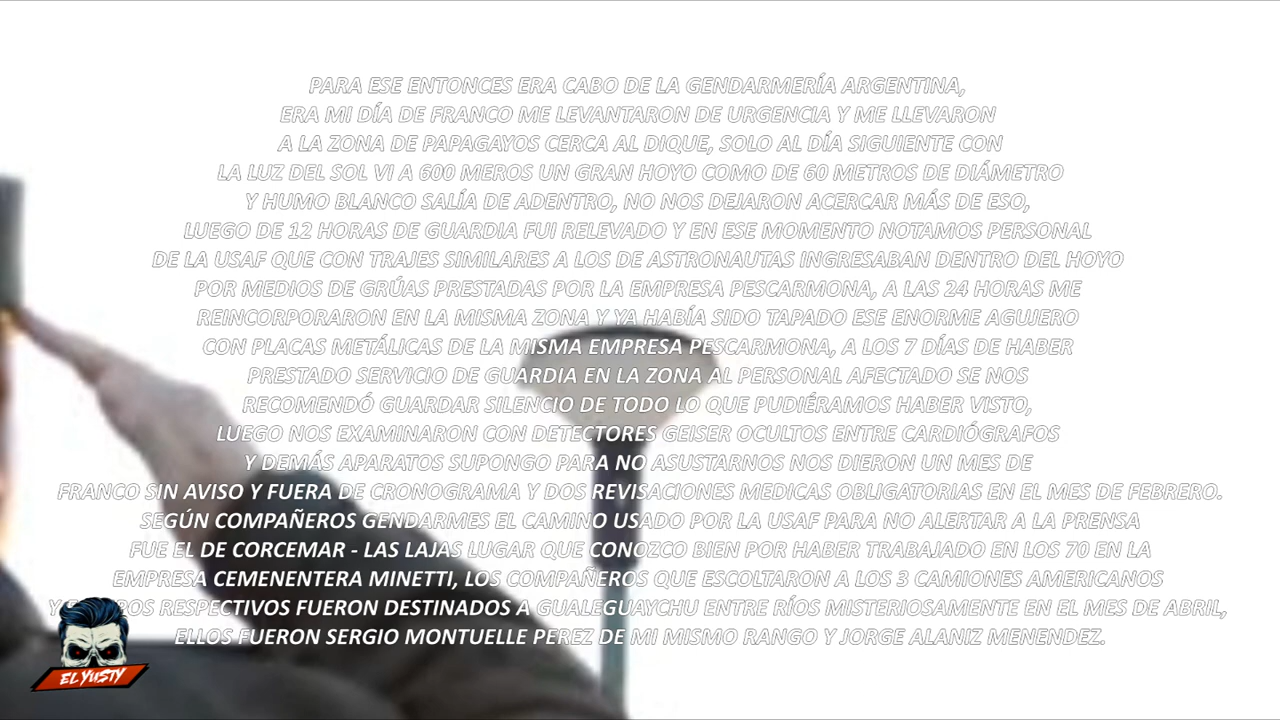 PARA ESE ENTONCES ERA CABO DE LA GENDARMERÍA ARGENTINA,
ERA MI DÍA DE FRANCO ME LEVANTARON DE URGENCIA Y ME LLEVARON
A LA ZONA DE PAPAGAYOS CERCA AL DIQUE, SOLO AL DÍA SIGUIENTE CON
LA LUZ DEL SOL VI A 600 MEROS UN GRAN HOYO COMO DE 60 METROS DE DIÁMETRO
Y HUMO BLANCO SALÍA DE ADENTRO, NO NOS DEJARON ACERCAR MÁS DE ESO,
LUEGO DE 12 HORAS DE GUARDIA FUI RELEVADO Y EN ESE MOMENTO NOTAMOS PERSONAL
DE LA USAF QUE CON TRAJES SIMILARES A LOS DE ASTRONAUTAS INGRESABAN DENTRO DEL HOYO
POR MEDIOS DE GRÚAS PRESTADAS POR LA EMPRESA PESCARMONA, A LAS 24 HORAS ME
REINCORPORARON EN LA MISMA ZONA Y YA HABÍA SIDO TAPADO ESE ENORME AGUJERO
CON PLACAS METÁLICAS DE LA MISMA EMPRESA PESCARMONA, A LOS 7 DÍAS DE HABER
PRESTADO SERVICIO DE GUARDIA EN LA ZONA AL PERSONAL AFECTADO SE NOS
RECOMENDÓ GUARDAR SILENCIO DE TODO LO QUE PUDIÉRAMOS HABER VISTO,
LUEGO NOS EXAMINARON CON DETECTORES GEISER OCULTOS ENTRE CARDIÓGRAFOS
Y DEMÁS APARATOS SUPONGO PARA NO ASUSTARNOS NOS DIERON UN MES DE
FRANCO SIN AVISO Y FUERA DE CRONOGRAMA Y DOS REVISACIONES MEDICAS OBLIGATORIAS EN EL MES DE FEBRERO.
SEGÚN COMPAÑEROS GENDARMES EL CAMINO USADO POR LA USAF PARA NO ALERTAR A LA PRENSA
FUE EL DE CORCEMAR - LAS LAJAS LUGAR QUE CONOZCO BIEN POR HABER TRABAJADO EN LOS 70 EN LA
EMPRESA CEMENENTERA MINETTI, LOS COMPAÑEROS QUE ESCOLTARON A LOS 3 CAMIONES AMERICANOS
Y RESPECTIVOS FUERON DESTINADOS A GUALEGUAYCHU ENTRE RÍOS MISTERIOSAMENTE EN EL MES DE ABRIL,
ELLOS FUERON SERGIO MONTUELLE PEREZ DE MI MISMO RANGO Y JORGE ALANIZ MENENDEZ.
EL YUSTY